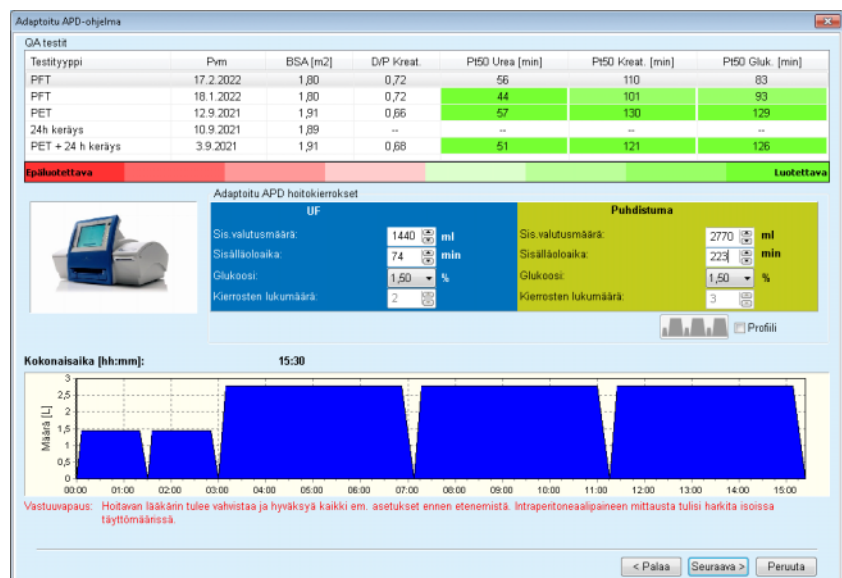 Adaptoitu APD-ohjelma
QA testit
Testityyppi Pvm BSA [m2] D/P Kreat. Pt50 Urea [min] Pt50 Kreat. [min] Pt50 Gluk. [min]
PFT 17.2.2022 1,80 0,72 56 110 83
PFT 18.1.2022 1,80 0,72 44 101 93
PET 12.9.2021 1,91 0,66 57 130 129
24h keräys 10.9.2021 1,89 -- -- -- --
PET + 24 h keräys 3.9.2021 1,91 0,68 51 121 126
Epäluotettava Luotettava
Adaptoitu APD hoitokierrokset
UF Puhdistuma
Sis.valutusmäärä: 1440 ml Sis.valutusmäärä: 2770 ml
Sisälläoloaika: 74 min Sisälläoloaika: 223 min
Glukoosi: 1,50 % Glukoosi: 1,50 %
Kierrosten lukumäärä: 2 Kierrosten lukumäärä: 3
Profiili
Kokonaisaika [hh:mm]: 15:30
Määrä [L]
3
2,5
2
1,5
1
0,5
0
00:00 01:00 02:00 03:00 04:00 05:00 06:00 07:00 08:00 09:00 10:00 11:00 12:00 13:00 14:00 15:00
Vastuuvapaus: Hoitavan lääkärin tulee vahvistaa ja hyväksyä kaikki em. asetukset ennen etenemistä. Intraperitoneaalipaineen mittausta tulisi harkita isoissa
täyttömäärissä.
< Palaa Seuraava > Peruuta